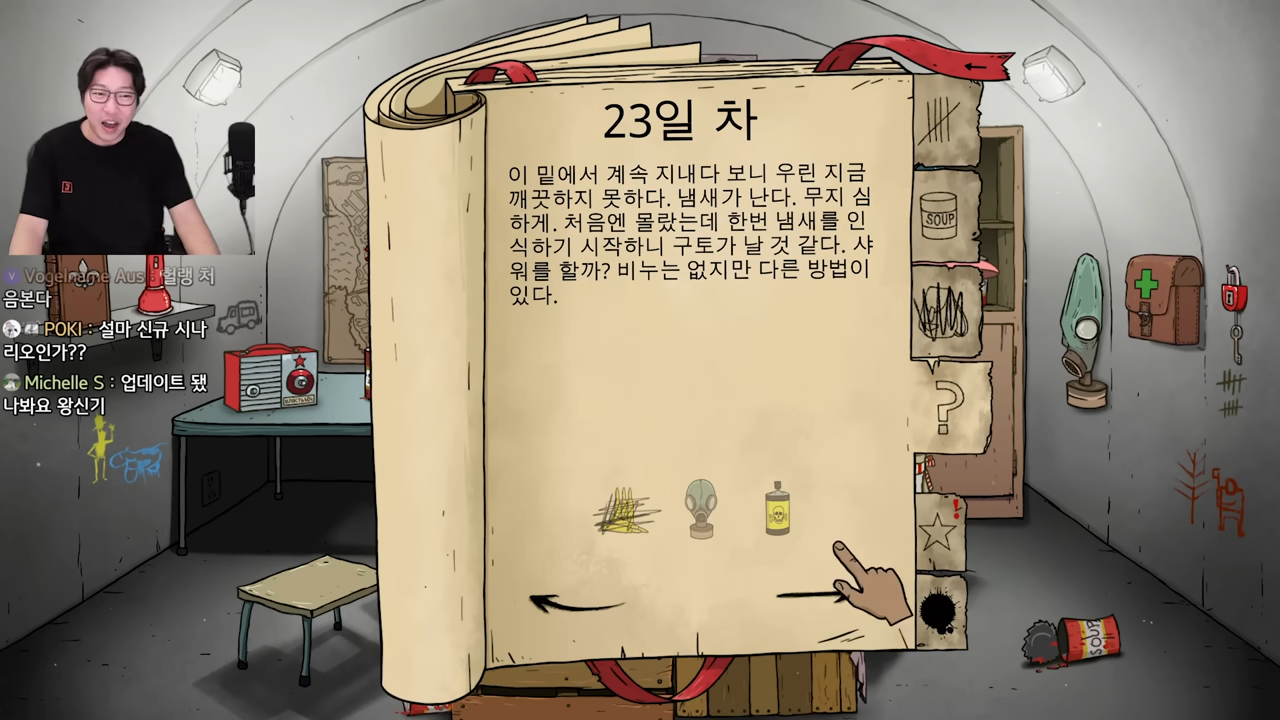 23일 차
이 밑에서 계속 지내다 보니 우린 지금
깨끗하지 못하다. 냄새가 난다. 무지 심
하게. 처음엔 몰랐는데 한번 냄새를 인
식하기 시작하니 구토가 날 것 같다. 샤
워를 할까? 비누는 없지만 다른 방법이
있다.
SOUP
?
!
Vogelname Aus : 헐랭 처
음본다
POKI : 설마 신규 시나
리오인가??
Michelle S : 업데이트 됐
나봐요 왕신기
SOUP